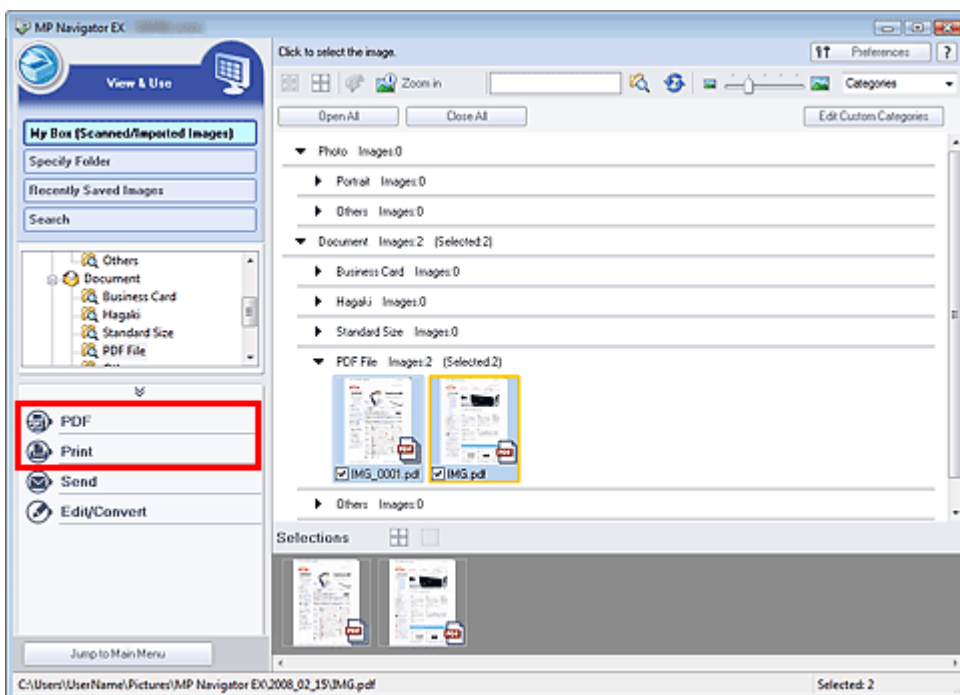 MP Navigator EX
View & Use
My Box (Scanned/Imported Images)
Specify Folder
Recently Saved Images
Search
Others
Document
Business Card
Hagaki
Standard Size
PDF File
PDF
Print
Send
Edit/Convert
Jump to Main Menu
Click to select the image.
Preferences
?
Zoom in
Categories
Open All
Close All
Edit Custom Categories
Photo Images:0
Portrait Images:0
Others Images:0
Document Images:2 (Selected:2)
Business Card Images:0
Hagaki Images:0
Standard Size Images:0
PDF File Images:2 (Selected:2)
PDF
PDF
IMG_0001.pdf
IMG.pdf
Others Images:0
Selections
PDF
PDF
C:\Users\UserName\Pictures\MP Navigator EX\2008_02_15\IMG.pdf
Selected: 2